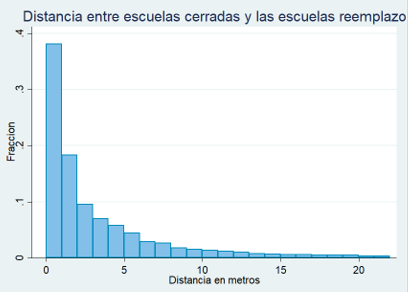 Distancia entre escuelas cerradas y las escuelas reemplazo
.4
.3
.2
.1
0
Fraccion
0 5 10 15 20
Distancia en metros